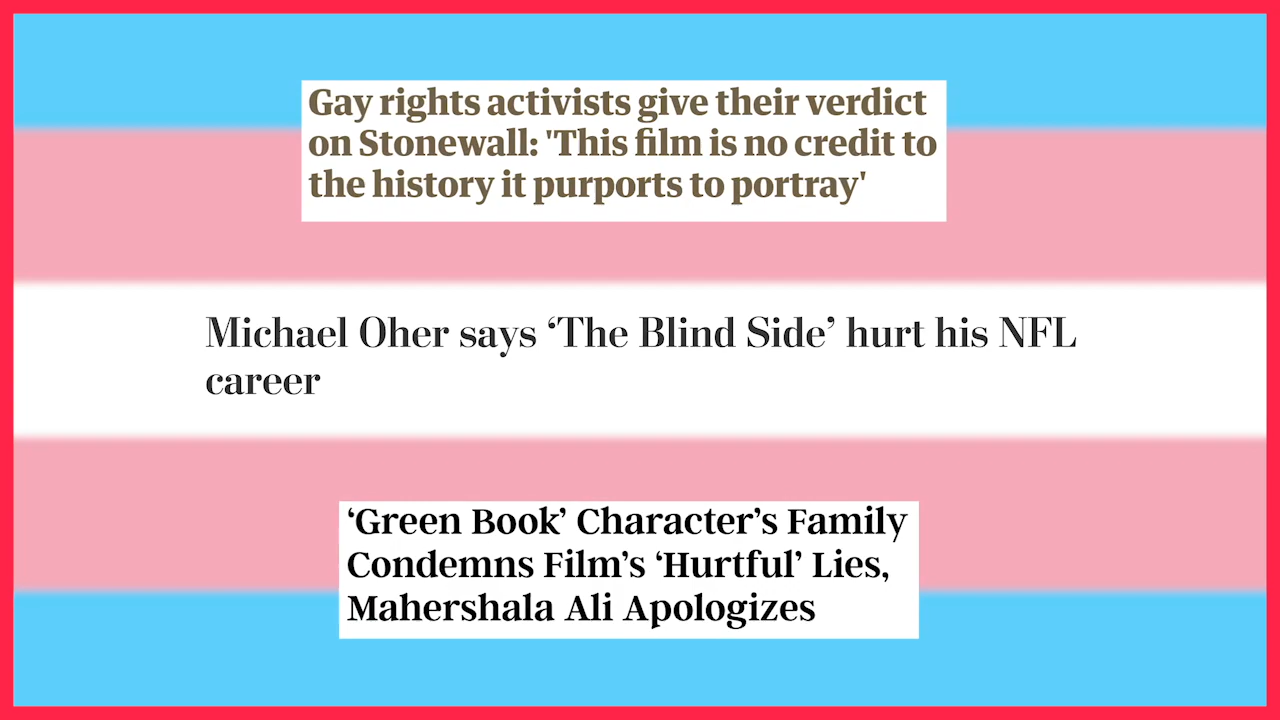 Gay rights activists give their verdict
on Stonewall: 'This film is no credit to
the history it purports to portray'
Michael Oher says ‘The Blind Side’ hurt his NFL
career
‘Green Book’ Character’s Family
Condemns Film’s ‘Hurtful’ Lies,
Mahershala Ali Apologizes